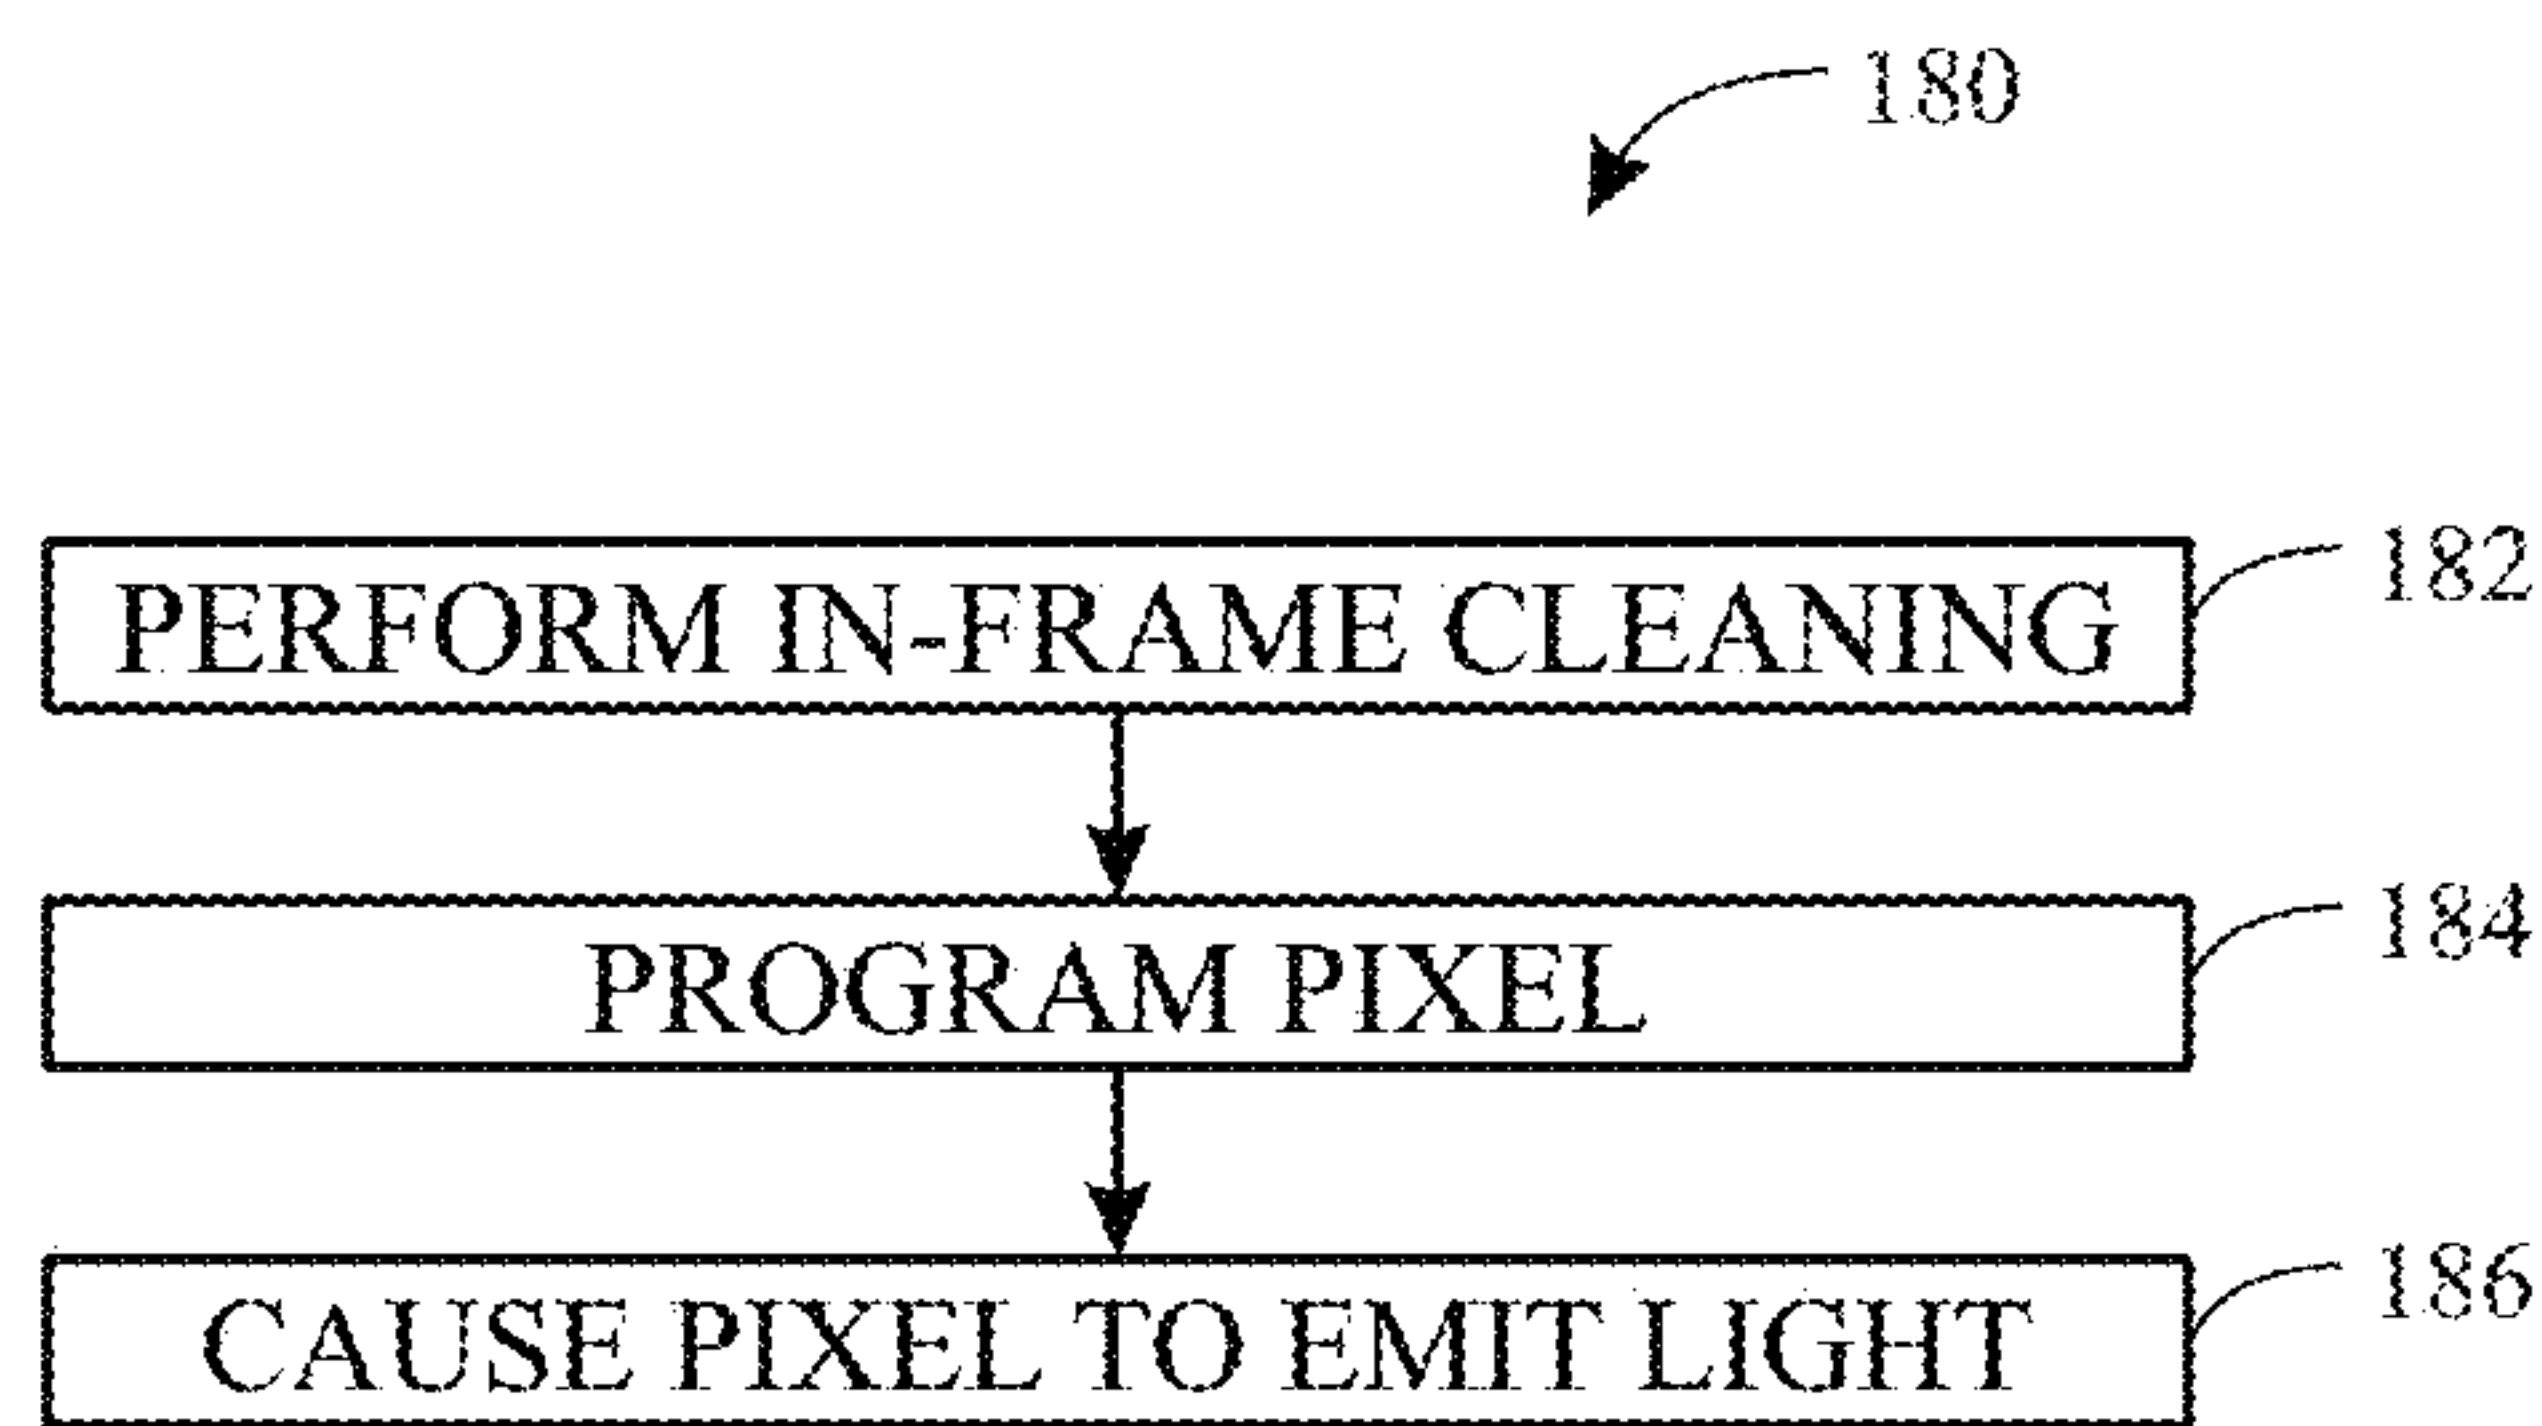 180
PERFORM IN-FRAME CLEANING
182
PROGRAM PIXEL
184
CAUSE PIXEL TO EMIT LIGHT
186